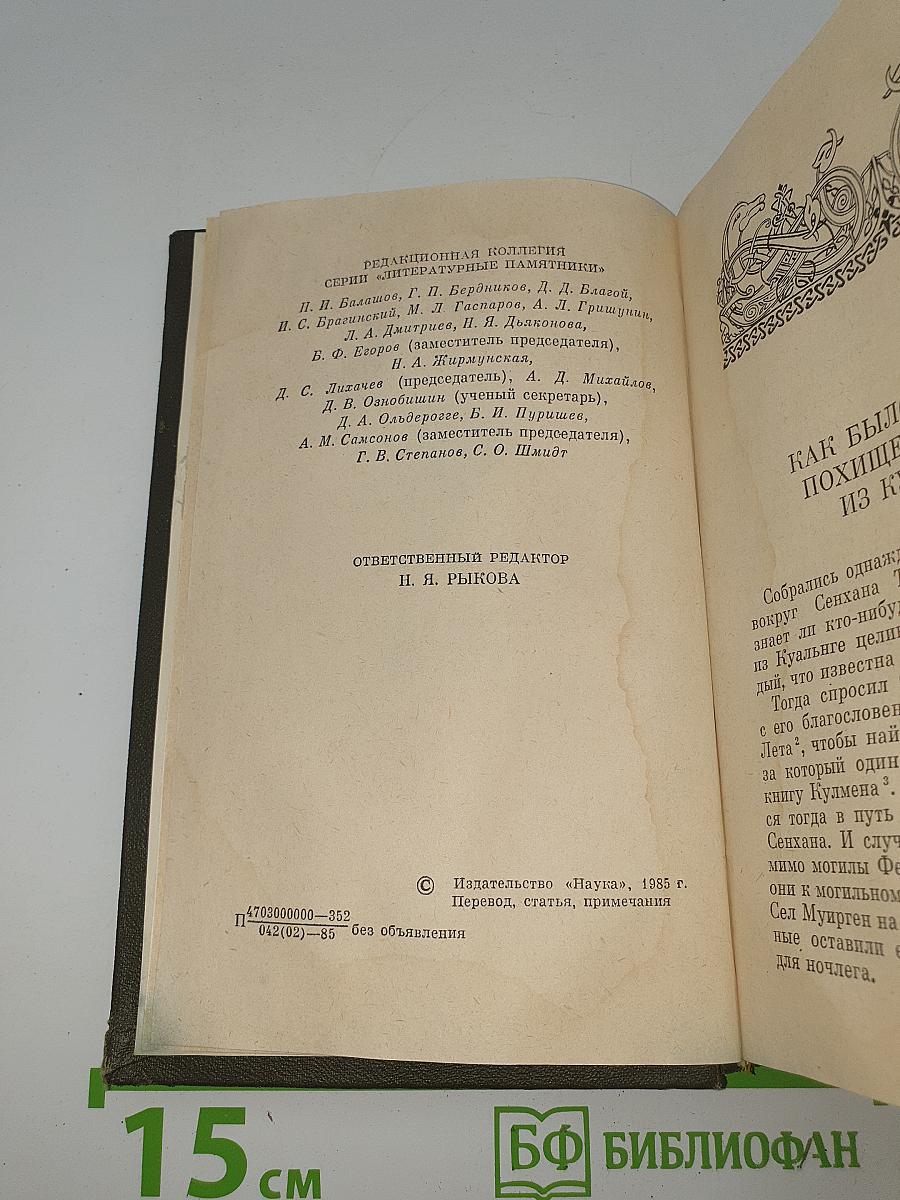 РЕДАКЦИОННАЯ КОЛЛЕГИЯ
СЕРИИ «ЛИТЕРАТУРНЫЕ ПАМЯТНИКИ»
Н. И. Балашов, Г. П. Бердников, Д. Д. Благой,
И. С. Брагинский, М. Л. Гаспаров, А. Л. Гришунин,
Л. А. Дмитриев, Н. Я. Дьяконова,
Б. Ф. Егоров (заместитель председателя),
Н. А. Жирмунская,
Д. С. Лихачев (председатель), А. Д. Михайлов,
Д. В. Ознобишин (ученый секретарь),
Д. А. Ольдерогге, Б. И. Пуришев,
А. М. Самсонов (заместитель председателя),
Г. В. Степанов, С. О. Шмидт
ОТВЕТСТВЕННЫЙ РЕДАКТОР
Н. Я. РЫКОВА
© Издательство «Наука», 1985 г.
Перевод, статья, примечания
П 4703000000—352
042(02)—85 без объявления
КАК БЫЛО
ПОХИЩЕ
ИЗ К
Собрались однажд
вокруг Сенхана Т
знает ли кто-нибуд
из Куальнге цели
дый, что известна
Тогда спросил
с его благословен
Лета², чтобы най
за который один
книгу Кулмена³.
ся тогда в путь
Сенхана. И случ
мимо могилы Фе
они к могильном
Сел Муирген на
ные оставили е
для ночлега.
15 см
БФ БИБЛИОФАН